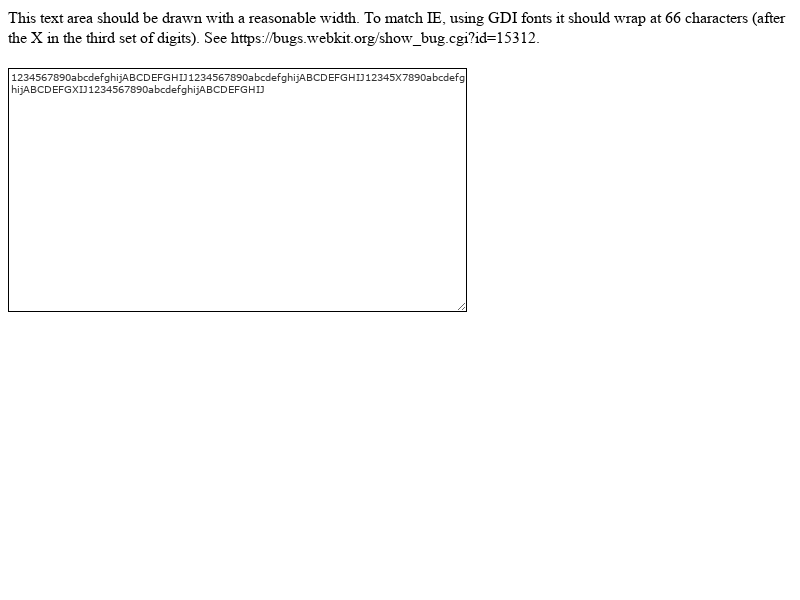 This text area should be drawn with a reasonable width. To match IE, using GDI fonts it should wrap at 66 characters (after
the X in the third set of digits). See https://bugs.webkit.org/show_bug.cgi?id=15312.
1234567890abcdefghijABCDEFGHIJ1234567890abcdefghijABCDEFGHIJ12345X7890abcdefg
hijABCDEFGXIJ1234567890abcdefghijABCDEFGHIJ